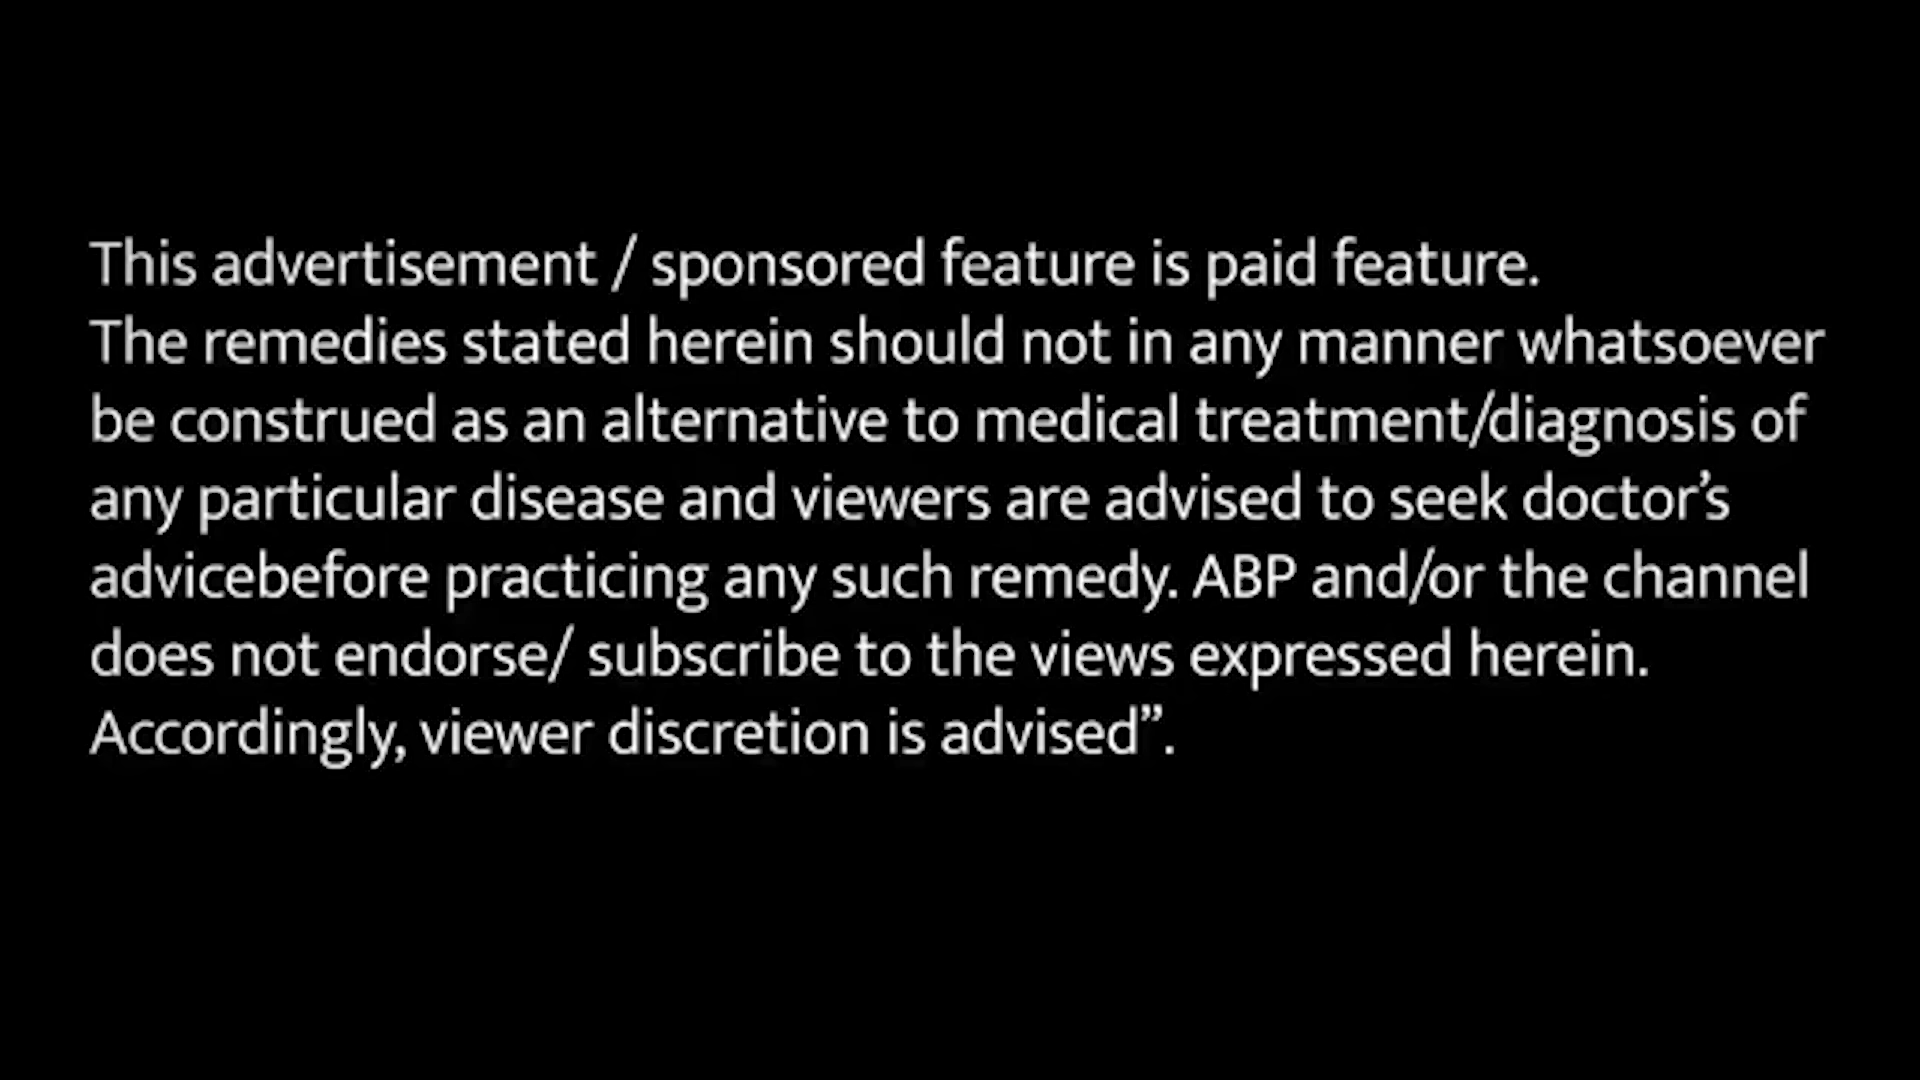 This advertisement / sponsored feature is paid feature.
The remedies stated herein should not in any manner whatsoever
be construed as an alternative to medical treatment/diagnosis of
any particular disease and viewers are advised to seek doctor’s
advicebefore practicing any such remedy. ABP and/or the channel
does not endorse/ subscribe to the views expressed herein.
Accordingly, viewer discretion is advised”.